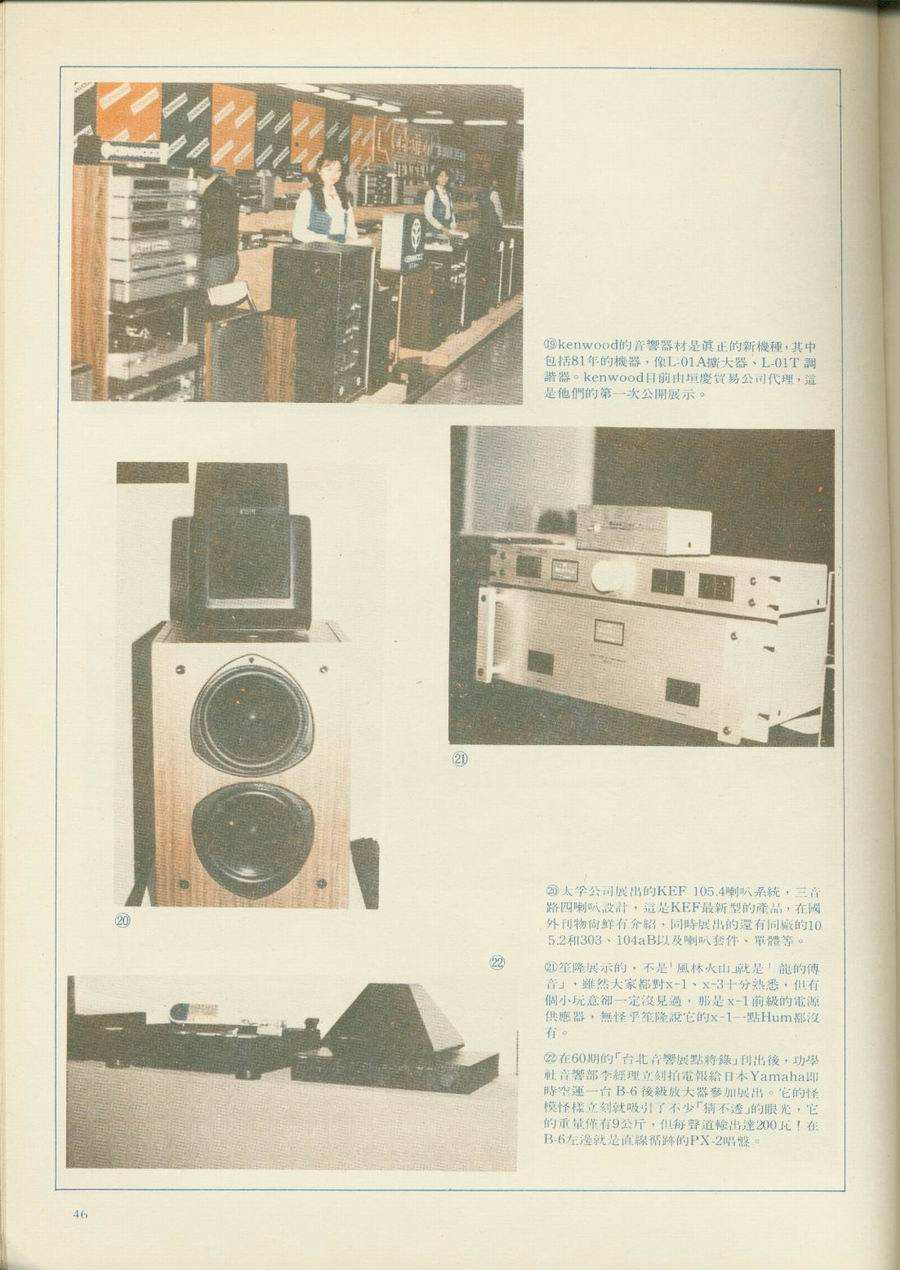 KENWOOD
⑲kenwood的音響器材是眞正的新機種，其中
包括81年的機器，像L-01A擴大器、L-01T 調
諧器。kenwood目前由垣慶貿易公司代理，這
是他們的第一次公開展示。
KEF
㉑
⑳
⑳太孚公司展出的KEF 105.4喇叭系統，三音
路四喇叭設計，這是KEF最新型的產品，在國
外刊物尙鮮有介紹，同時展出的還有同廠的10
5.2和303、104aB以及喇叭套件、單體等。
㉒
㉑笙隆展示的，不是「風林火山」就是「龍的傳
音」，雖然大家都對x-1、x-3十分熟悉，但有
個小玩意卻一定沒見過，那是x-1前級的電源
供應器，無怪乎笙隆說它的x-1一點Hum都沒
有。
㉒在60期的「台北音響展點將錄」刊出後，功學
社音響部李經理立刻拍電報給日本Yamaha即
時空運一台 B-6 後級放大器參加展出。它的怪
模怪樣立刻就吸引了不少「猜不透」的眼光，它
的重量僅有9公斤，但每聲道輸出達200瓦！在
B-6左邊就是直線循跡的PX-2唱盤。
46